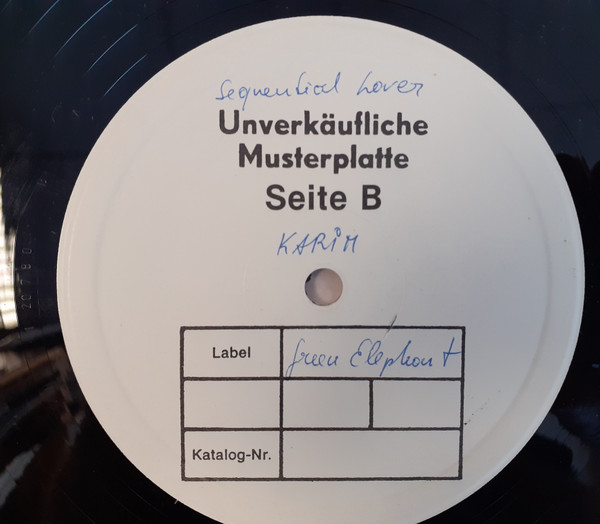 Sequential Lover
Unverkäufliche
Musterplatte
Seite B
KARIM
Label
Green Elephant
Katalog-Nr.